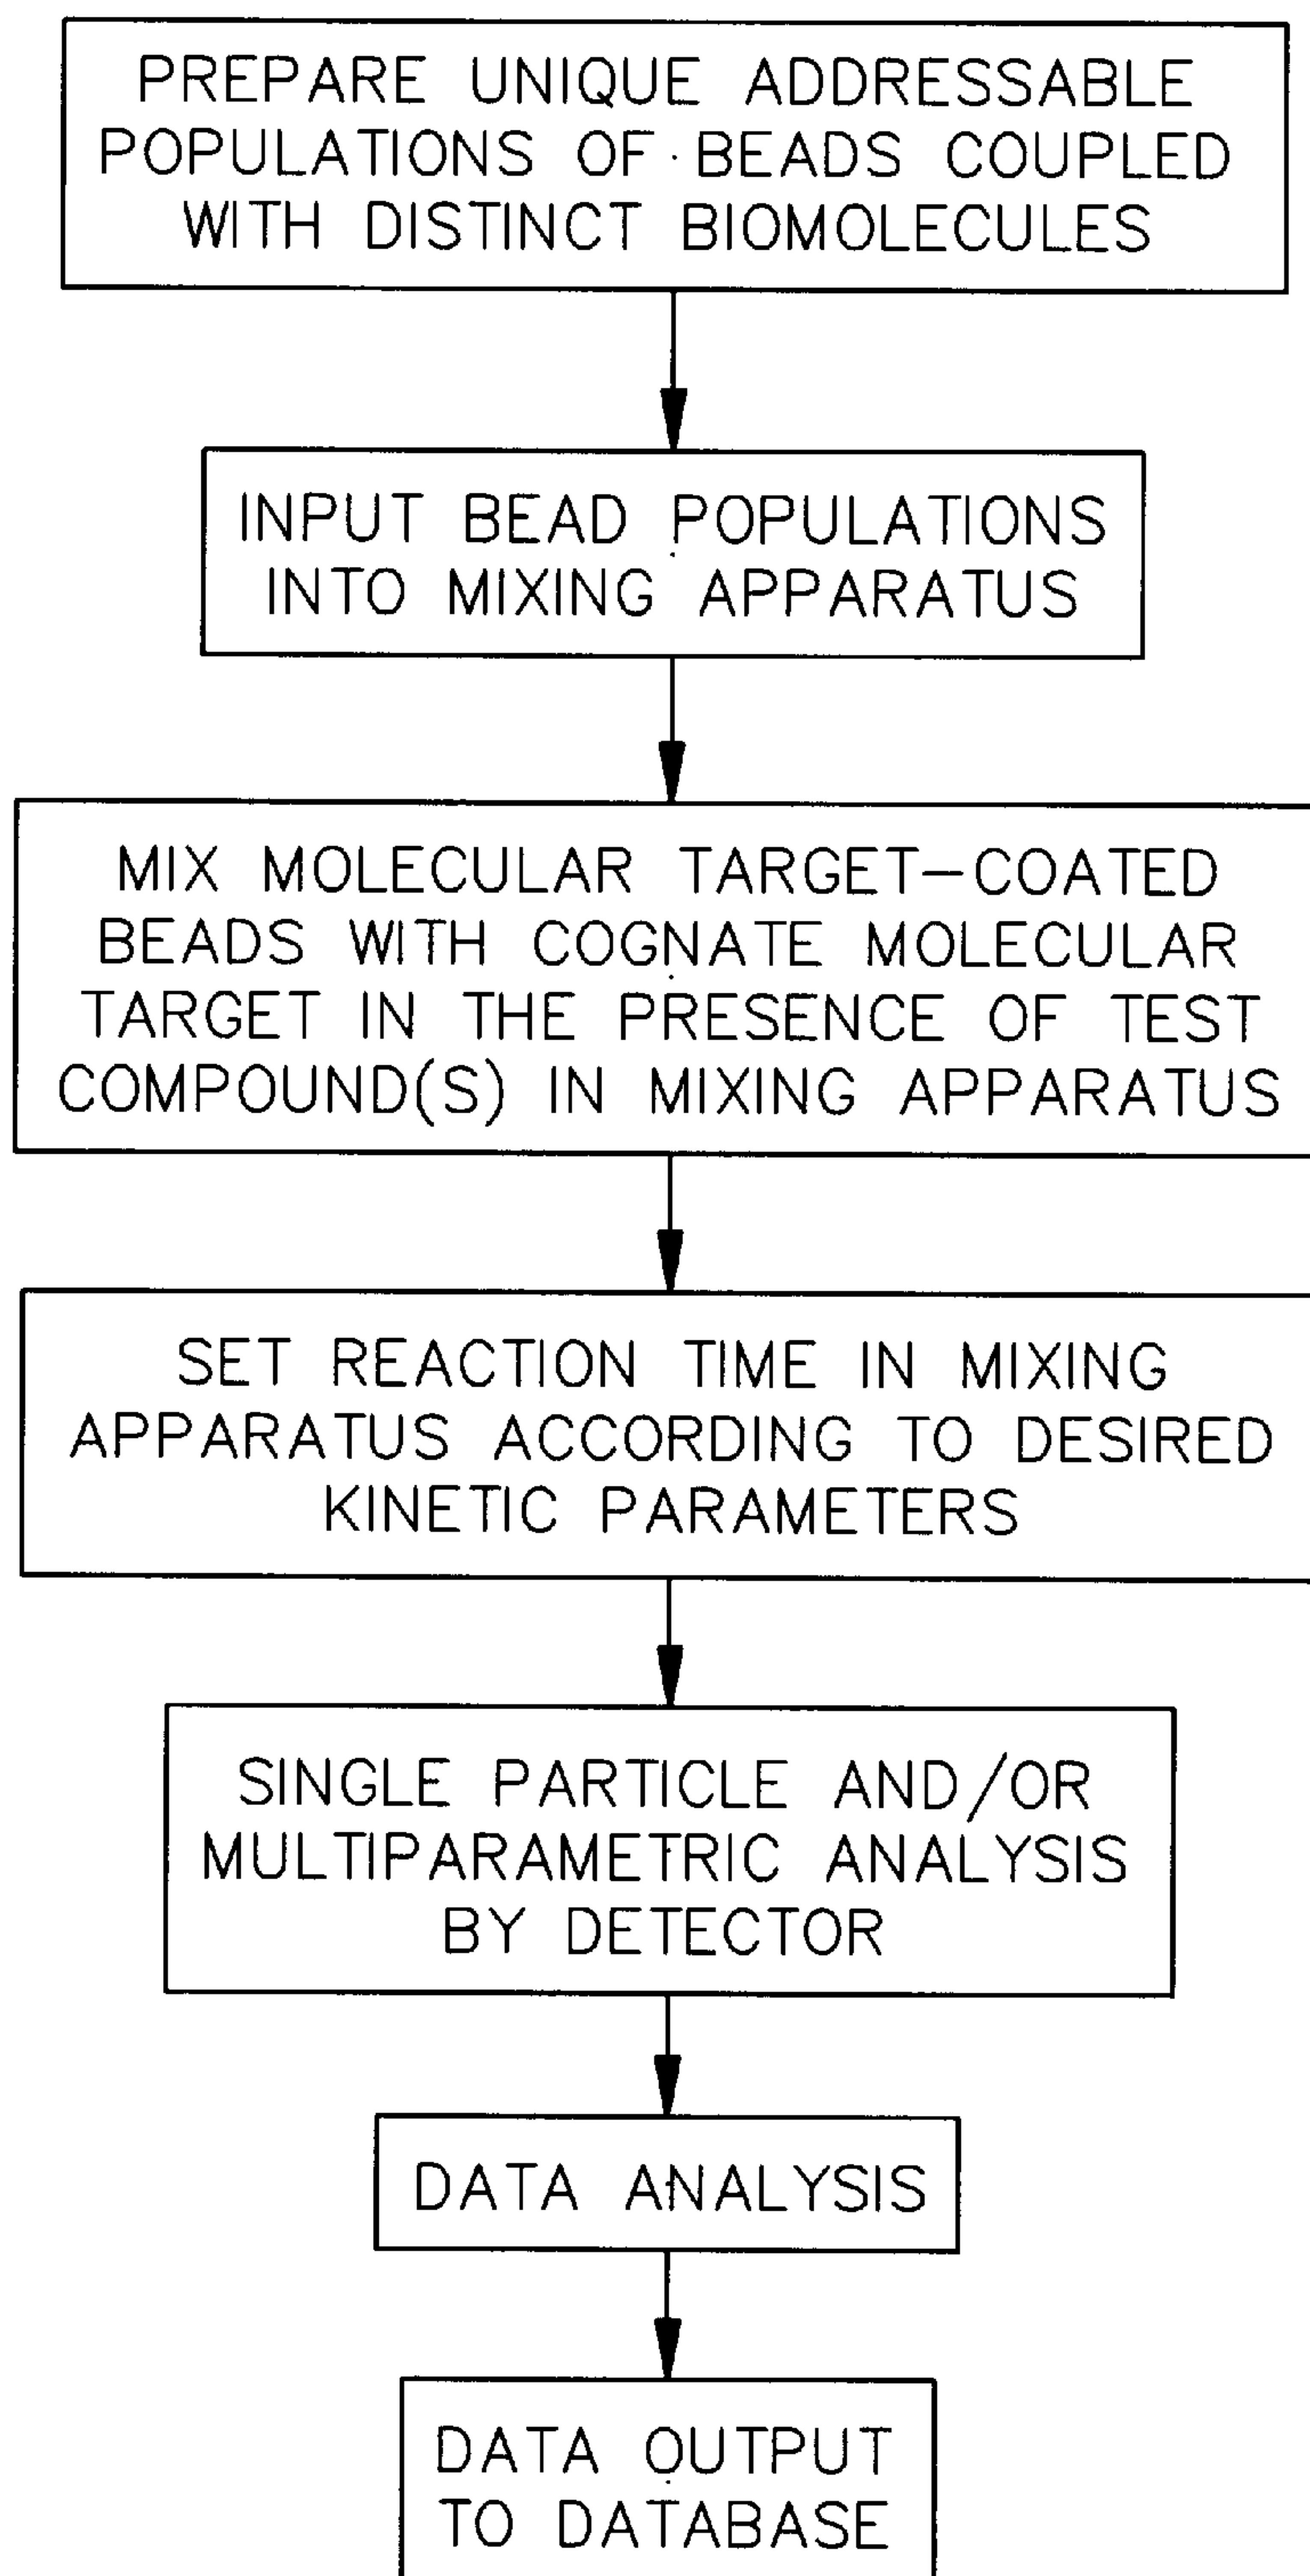 PREPARE UNIQUE ADDRESSABLE
POPULATIONS OF BEADS COUPLED
WITH DISTINCT BIOMOLECULES
INPUT BEAD POPULATIONS
INTO MIXING APPARATUS
MIX MOLECULAR TARGET-COATED
BEADS WITH COGNATE MOLECULAR
TARGET IN THE PRESENCE OF TEST
COMPOUND(S) IN MIXING APPARATUS
SET REACTION TIME IN MIXING
APPARATUS ACCORDING TO DESIRED
KINETIC PARAMETERS
SINGLE PARTICLE AND/OR
MULTIPARAMETRIC ANALYSIS
BY DETECTOR
DATA ANALYSIS
DATA OUTPUT
TO DATABASE